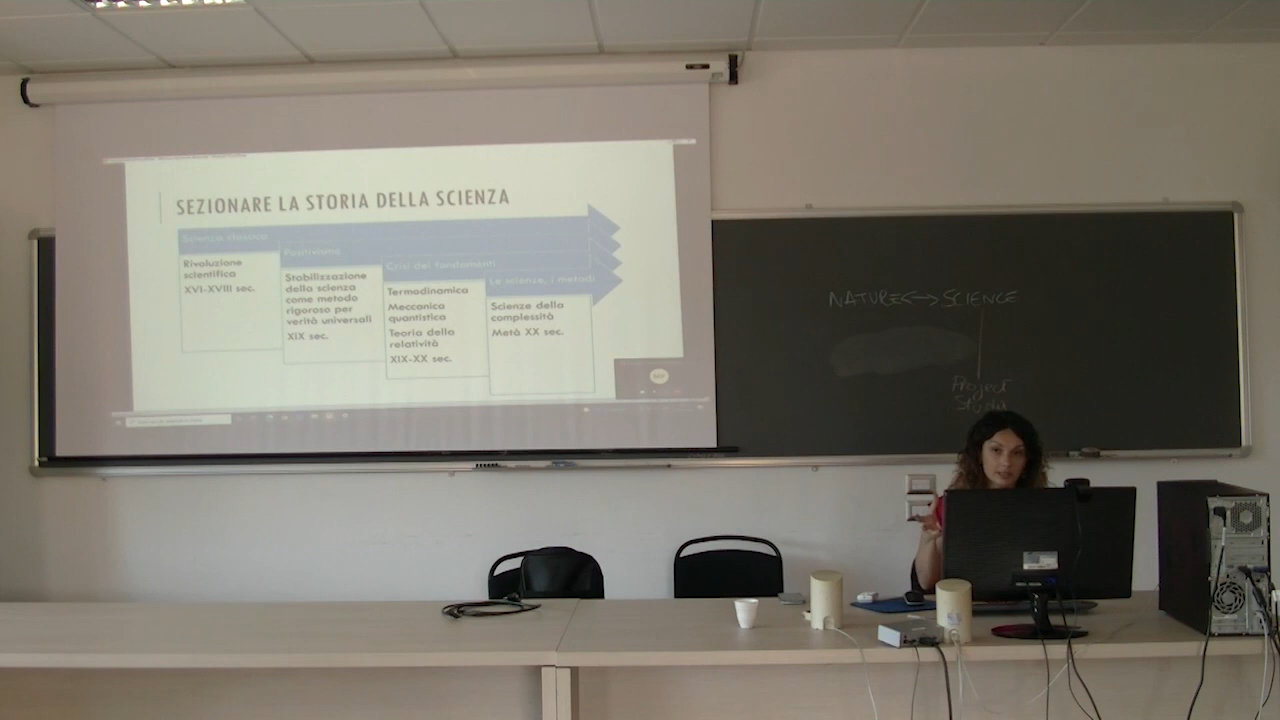 SEZIONARE LA STORIA DELLA SCIENZA
Scienza classica
Rivoluzione
scientifica
XVI-XVIII sec.
Positivismo
Stabilizzazione
della scienza
come metodo
rigoroso per
verità universali
XIX sec.
Crisi dei fondamenti
Termodinamica
Meccanica
quantistica
Teoria della
relatività
XIX-XX sec.
Le scienze, i metodi
Scienze della
complessità
Metà XX sec.
NATURE<->SCIENCE
Project